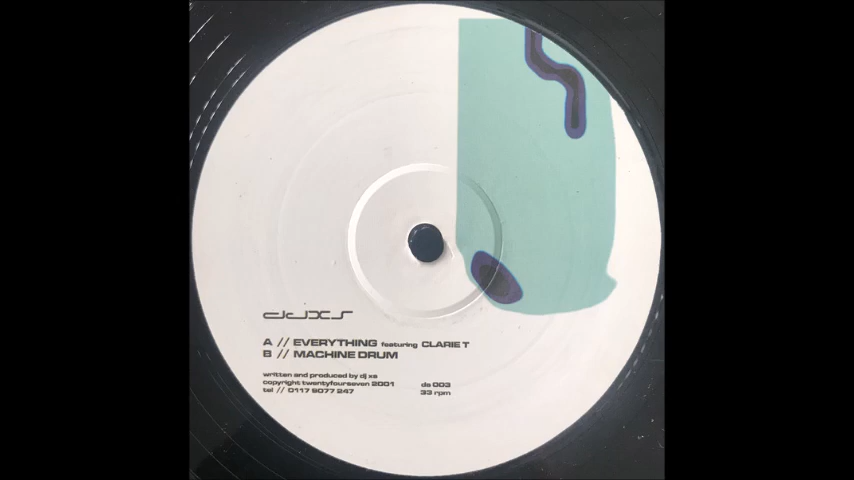 ddxs
A // EVERYTHING featuring CLARIE T
B // MACHINE DRUM
written and produced by dj xs
copyright twentyfourseven 2001
tel // 0117 9077 247
ds 003
33 rpm